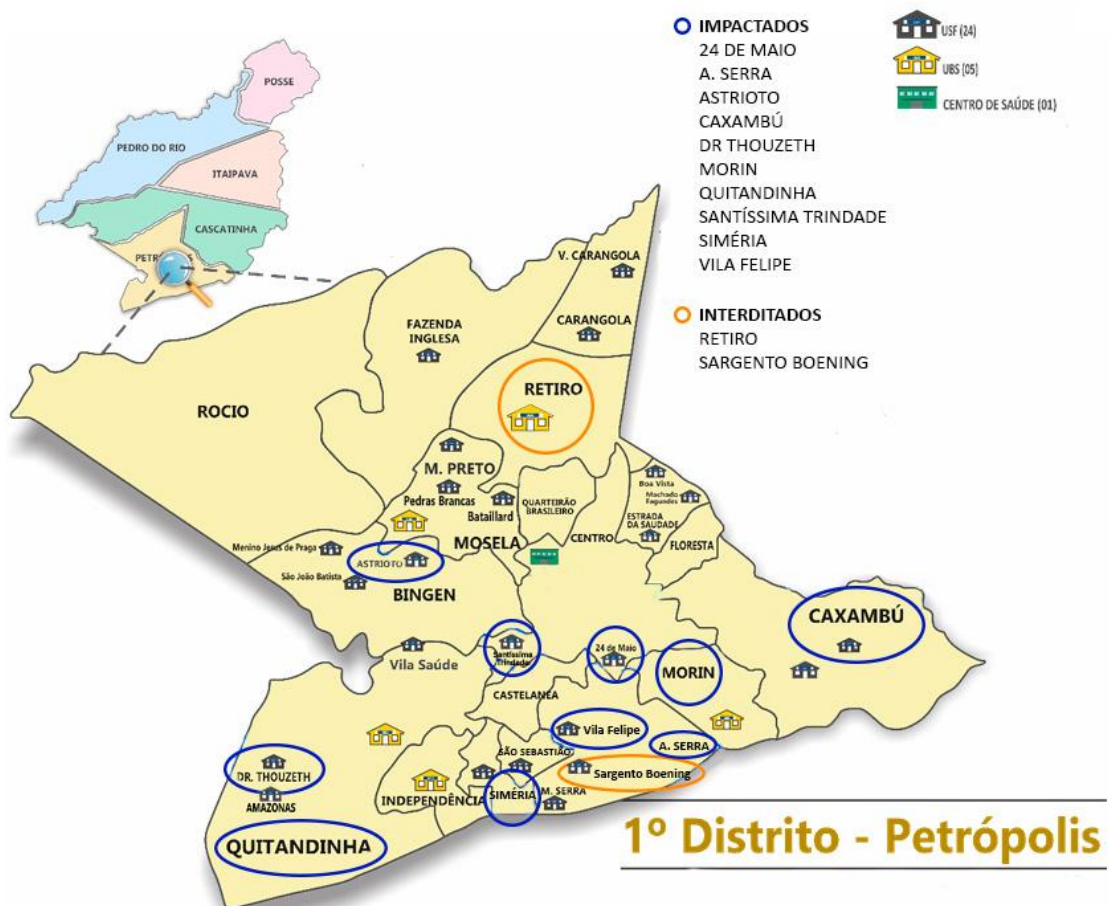 IMPACTADOS
24 DE MAIO
A. SERRA
ASTRIOTO
CAXAMBÚ
DR THOUZETH
MORIN
QUITANDINHA
SANTÍSSIMA TRINDADE
SIMÉRIA
VILA FELIPE
INTERDITADOS
RETIRO
SARGENTO BOENING
USF (24)
UBS (05)
CENTRO DE SAÚDE (01)
POSSE
PEDRO DO RIO
ITAIPAVA
CASCATINHA
V. CARANGOLA
CARANGOLA
FAZENDA
INGLESA
RETIRO
ROCIO
M. PRETO
Pedras Brancas
Bataillard
QUARTEIRÃO
BRASILEIRO
Boa Vista
Machado
Fagundes
ESTRADA
DA SAUDADE
CENTRO
FLORESTA
MOSELA
Menino Jesus de Praga
ASTRIOTO
São João Batista
BINGEN
CAXAMBÚ
Santíssima
Trindade
24 de Maio
Vila Saúde
MORIN
CASTELANEA
Vila Felipe
A. SERRA
SÃO SEBASTIÃO
Sargento Boening
DR. THOUZETH
AMAZONAS
INDEPENDÊNCIA
SIMÉRIA
M. SERRA
QUITANDINHA
1º Distrito - Petrópolis